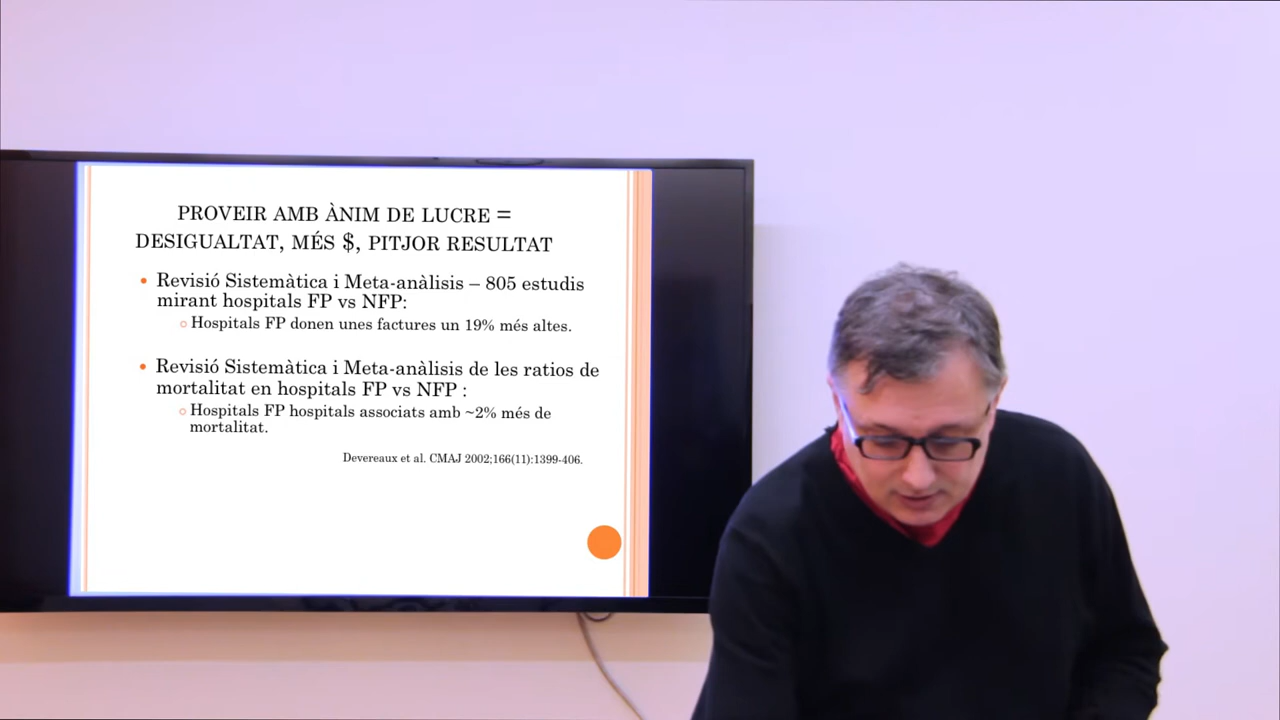 PROVEIR AMB ÀNIM DE LUCRE =
DESIGUALTAT, MÉS $, PITJOR RESULTAT
• Revisió Sistemàtica i Meta-anàlisis – 805 estudis
mirant hospitals FP vs NFP:
○ Hospitals FP donen unes factures un 19% més altes.
• Revisió Sistemàtica i Meta-anàlisis de les ratios de
mortalitat en hospitals FP vs NFP :
○ Hospitals FP hospitals associats amb ~2% més de
mortalitat.
Devereaux et al. CMAJ 2002;166(11):1399-406.